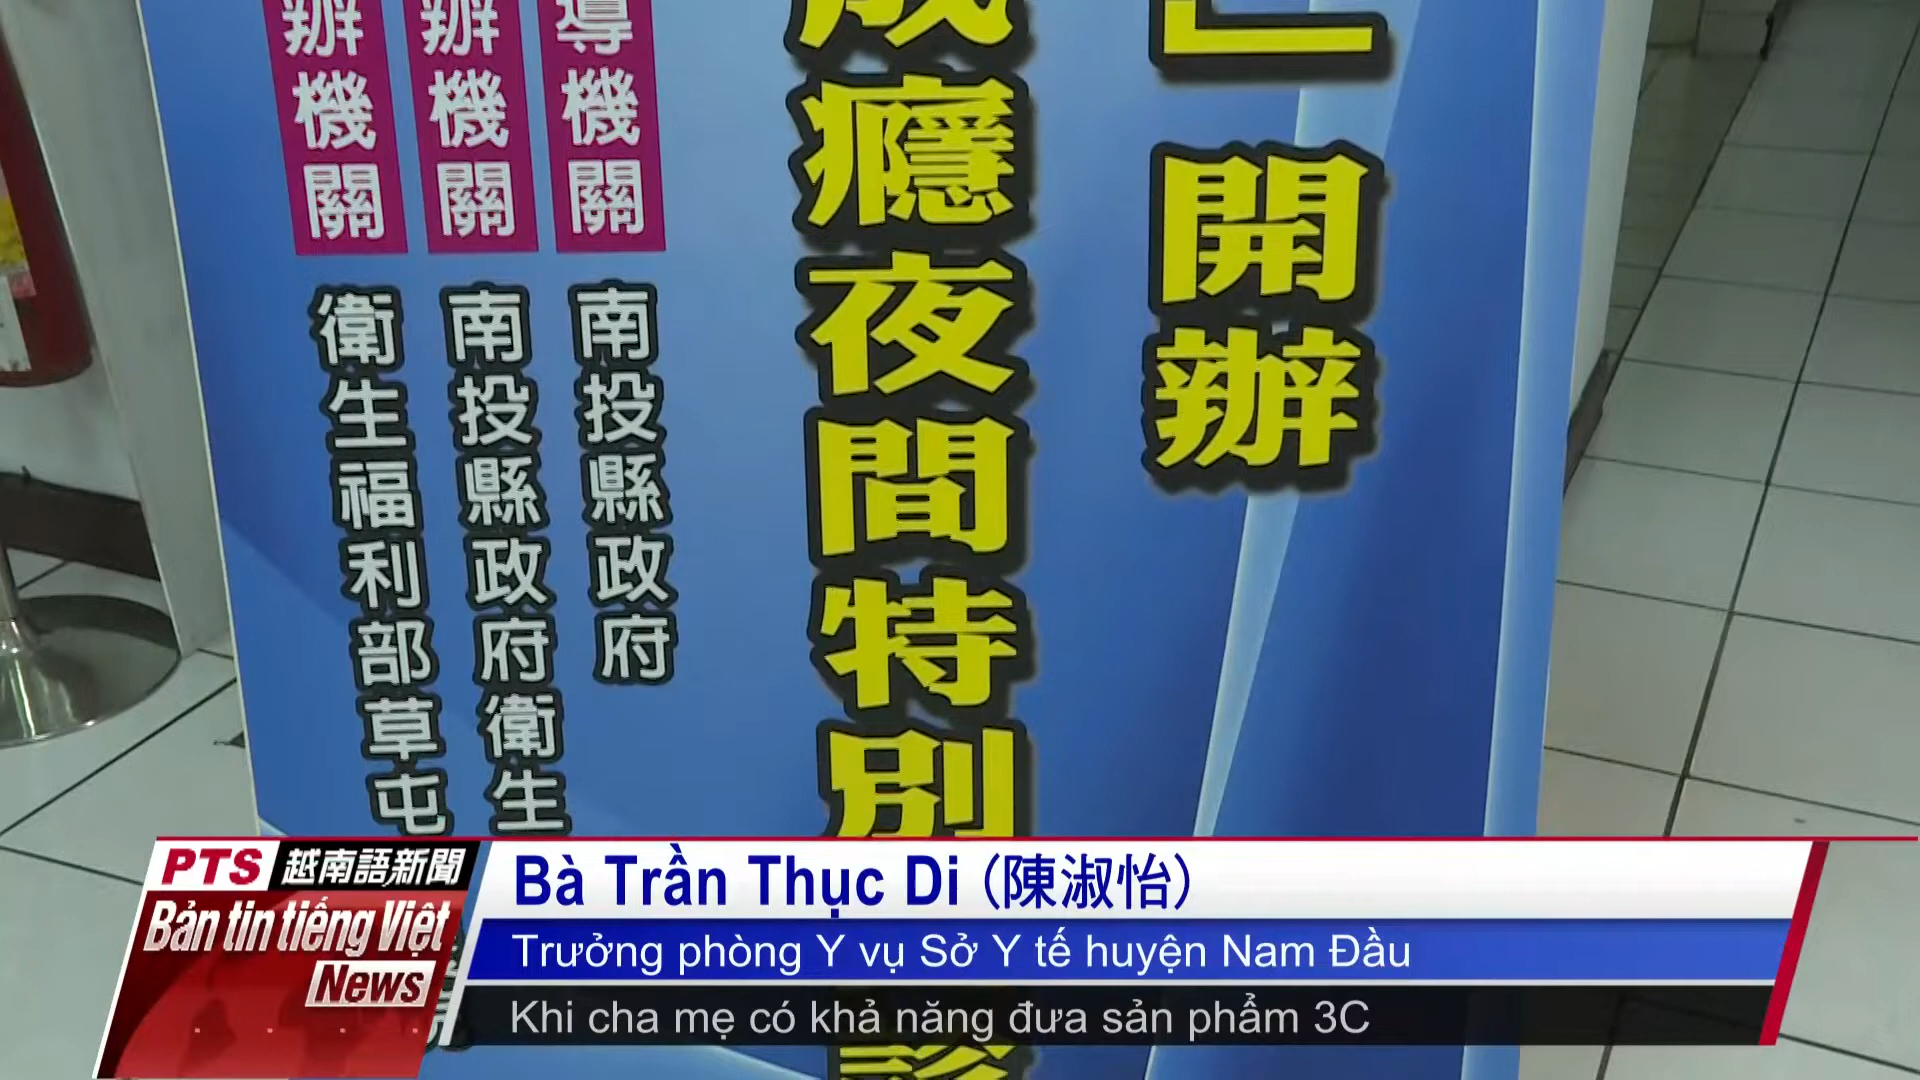 開辦
成癮夜間特別
導機關 南投縣政府
辦機關 南投縣政府衛生
辦機關 衛生福利部草屯
PTS 越南語新聞
Bản tin tiếng Việt
News
Bà Trần Thục Di (陳淑怡)
Trưởng phòng Y vụ Sở Y tế huyện Nam Đầu
Khi cha mẹ có khả năng đưa sản phẩm 3C